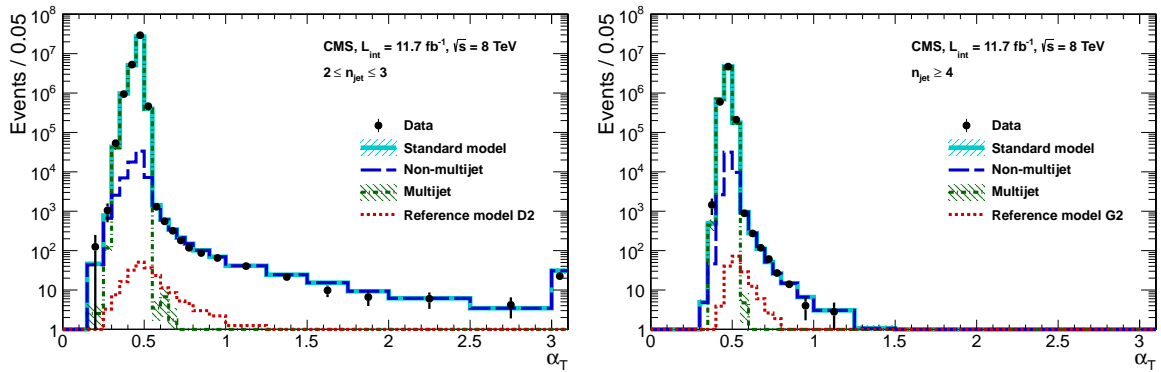 Events / 0.05
10^8
10^7
10^6
10^5
10^4
10^3
10^2
10
1
CMS, L_int = 11.7 fb^-1, √s = 8 TeV
2 ≤ n_jet ≤ 3
Data
Standard model
Non-multijet
Multijet
Reference model D2
0 0.5 1 1.5 2 2.5 3
α_T
Events / 0.05
10^8
10^7
10^6
10^5
10^4
10^3
10^2
10
1
CMS, L_int = 11.7 fb^-1, √s = 8 TeV
n_jet ≥ 4
Data
Standard model
Non-multijet
Multijet
Reference model G2
0 0.5 1 1.5 2 2.5 3
α_T